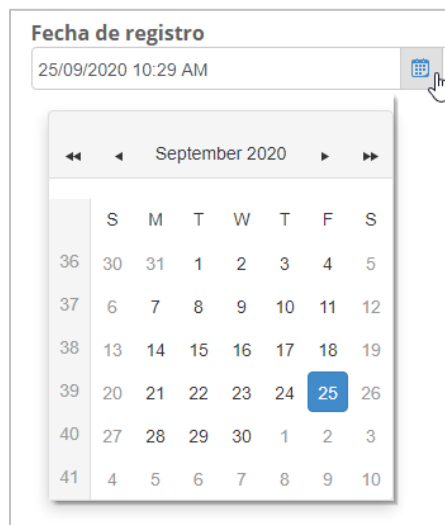 Fecha de registro
25/09/2020 10:29 AM
September 2020
S M T W T F S
36 30 31 1 2 3 4 5
37 6 7 8 9 10 11 12
38 13 14 15 16 17 18 19
39 20 21 22 23 24 25 26
40 27 28 29 30 1 2 3
41 4 5 6 7 8 9 10